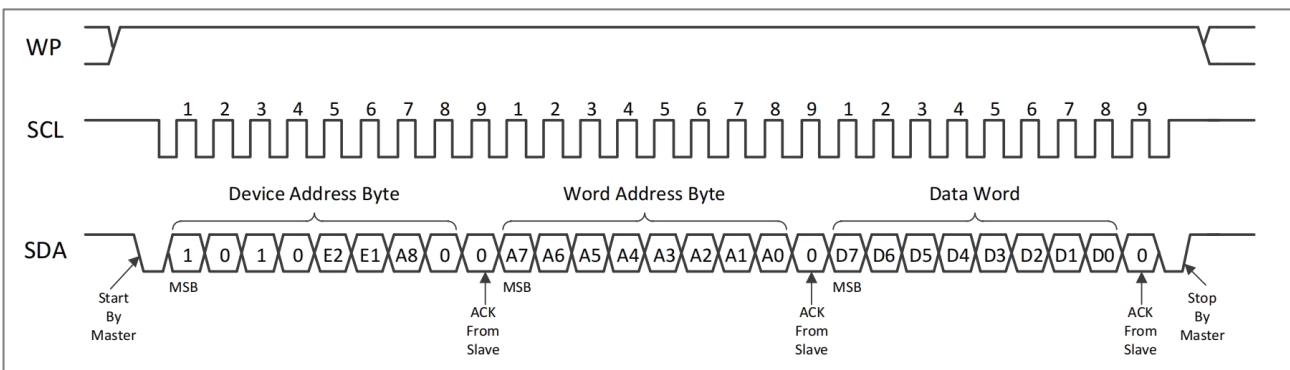 WP
SCL
1 2 3 4 5 6 7 8 9 1 2 3 4 5 6 7 8 9 1 2 3 4 5 6 7 8 9
Device Address Byte Word Address Byte Data Word
SDA
1 0 1 0 E2 E1 A8 0 0 A7 A6 A5 A4 A3 A2 A1 A0 0 D7 D6 D5 D4 D3 D2 D1 D0 0
MSB MSB MSB
Start
By
Master
ACK
From
Slave
ACK
From
Slave
ACK
From
Slave
Stop
By
Master